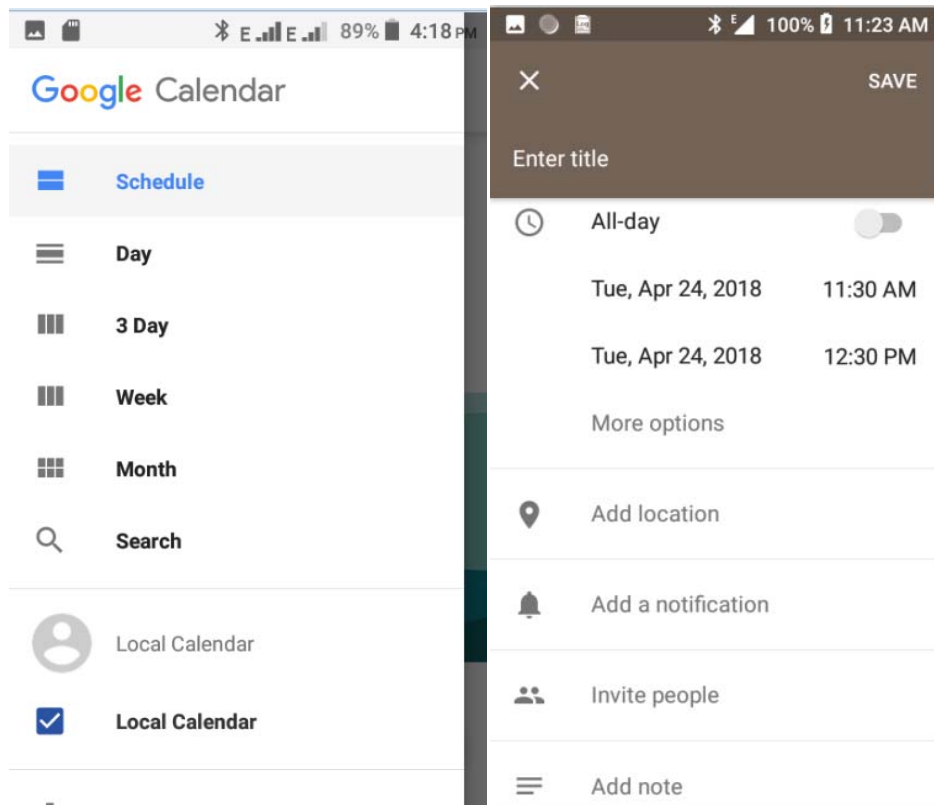 E E 89% 4:18 PM
Google Calendar
Schedule
Day
3 Day
Week
Month
Search
Local Calendar
Local Calendar
E 100% 11:23 AM
SAVE
Enter title
All-day
Tue, Apr 24, 2018 11:30 AM
Tue, Apr 24, 2018 12:30 PM
More options
Add location
Add a notification
Invite people
Add note